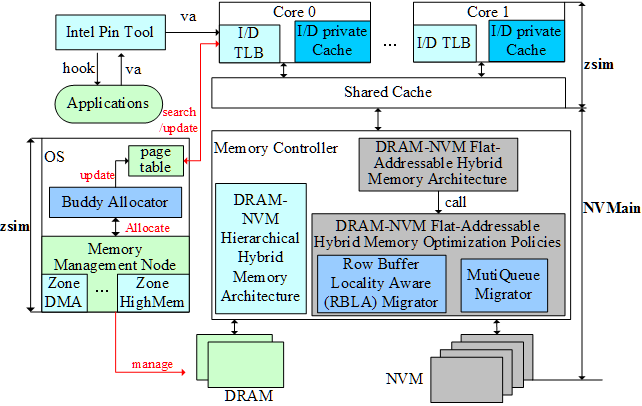 Intel Pin Tool
va
hook
va
Applications
Core 0
I/D
TLB
I/D private
Cache
...
Core 1
I/D TLB
I/D private
Cache
zsim
Shared Cache
search
/update
OS
page
table
update
Buddy Allocator
Allocate
Memory
Management Node
Zone
DMA
...
Zone
HighMem
zsim
manage
Memory Controller
DRAM-NVM Flat-
Addressable Hybrid
Memory Architecture
call
DRAM-
NVM
Hierarchical
Hybrid
Memory
Architecture
DRAM-NVM Flat-Addressable
Hybrid Memory Optimization Policies
Row Buffer
Locality Aware
(RBLA) Migrator
MutiQueue
Migrator
NVMain
DRAM
NVM